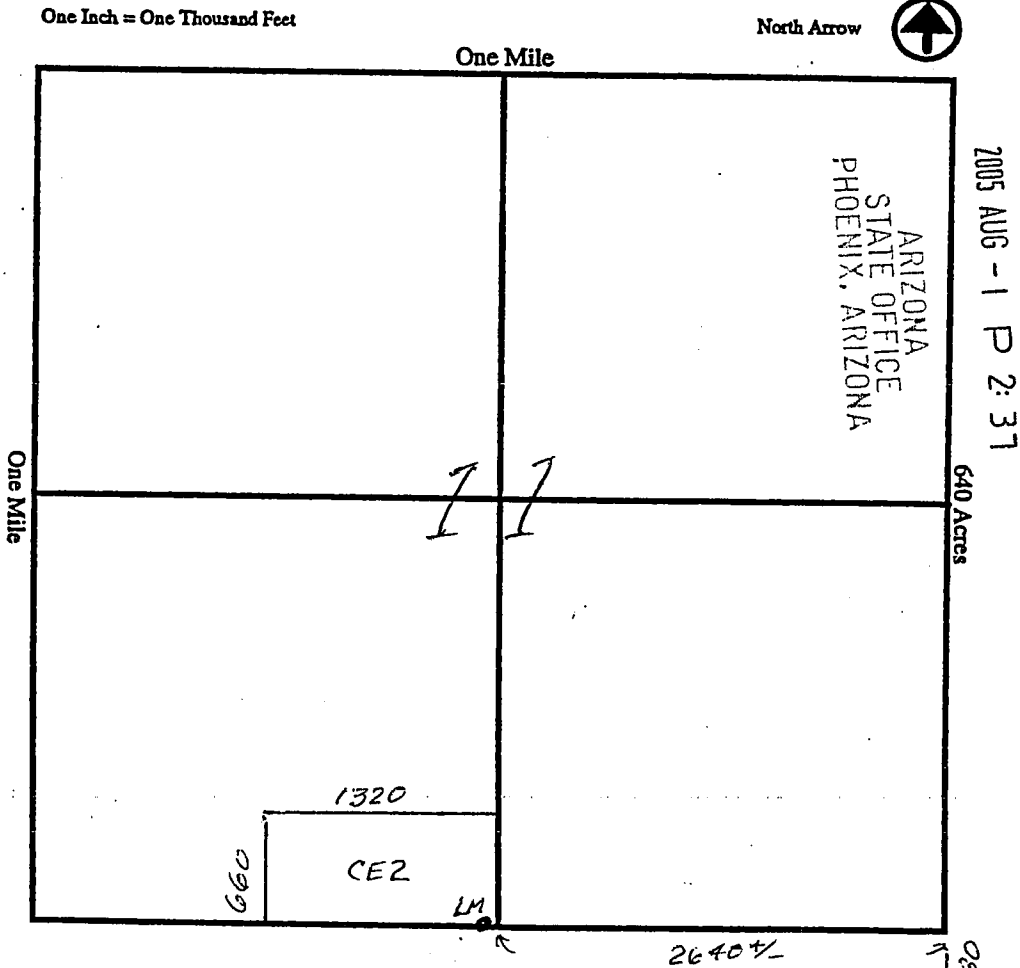 One Inch = One Thousand Feet
North Arrow
One Mile
2005 AUG -1 P 2:37
ARIZONA
STATE OFFICE
PHOENIX, ARIZONA
640 Acres
One Mile
11
1320
660
CE2
LM
2640 +/-